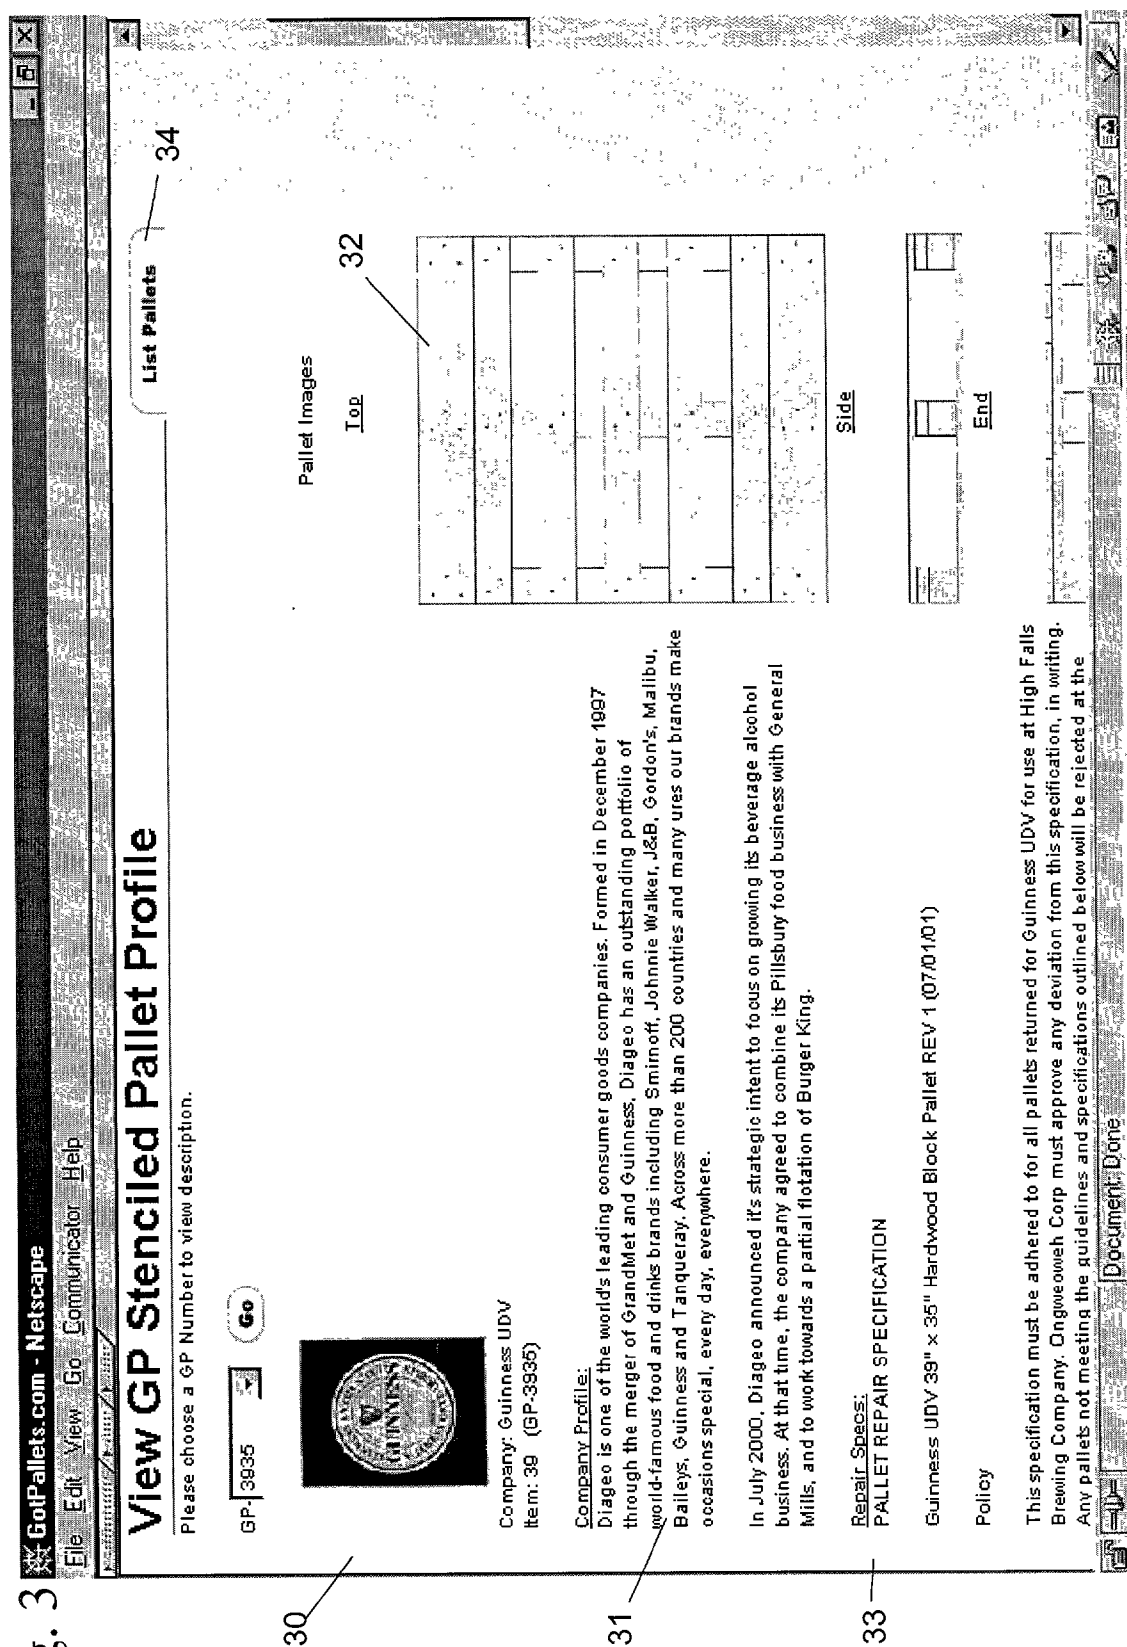 g. 3
GotPallets.com - Netscape
File Edit View Go Communicator Help
View GP Stenciled Pallet Profile
List Pallets
34
Please choose a GP Number to view description.
GP- 3935 Go
30
GUINNESS
Company: Guinness UDV
Item: 39 (GP-3935)
Company Profile:
Diageo is one of the world's leading consumer goods companies. Formed in December 1997
through the merger of GrandMet and Guinness, Diageo has an outstanding portfolio of
world-famous food and drinks brands including Smirnoff, Johnnie Walker, J&B, Gordon's, Malibu,
Baileys, Guinness and Tanqueray. Across more than 200 countries and many ures our brands make
occasions special, every day, everywhere.
31
In July 2000, Diageo announced it's strategic intent to focus on growing its beverage alcohol
business. At that time, the company agreed to combine its Pillsbury food business with General
Mills, and to work towards a partial flotation of Burger King.
Repair Specs:
PALLET REPAIR SPECIFICATION
33
Guinness UDV 39" x 35" Hardwood Block Pallet REV 1 (07/01/01)
Policy
This specification must be adhered to for all pallets returned for Guinness UDV for use at High Falls
Brewing Company. Ongweoweh Corp must approve any deviation from this specification, in writing.
Any pallets not meeting the guidelines and specifications outlined below will be rejected at the
Pallet Images
Top
32
Side
End
Document: Done